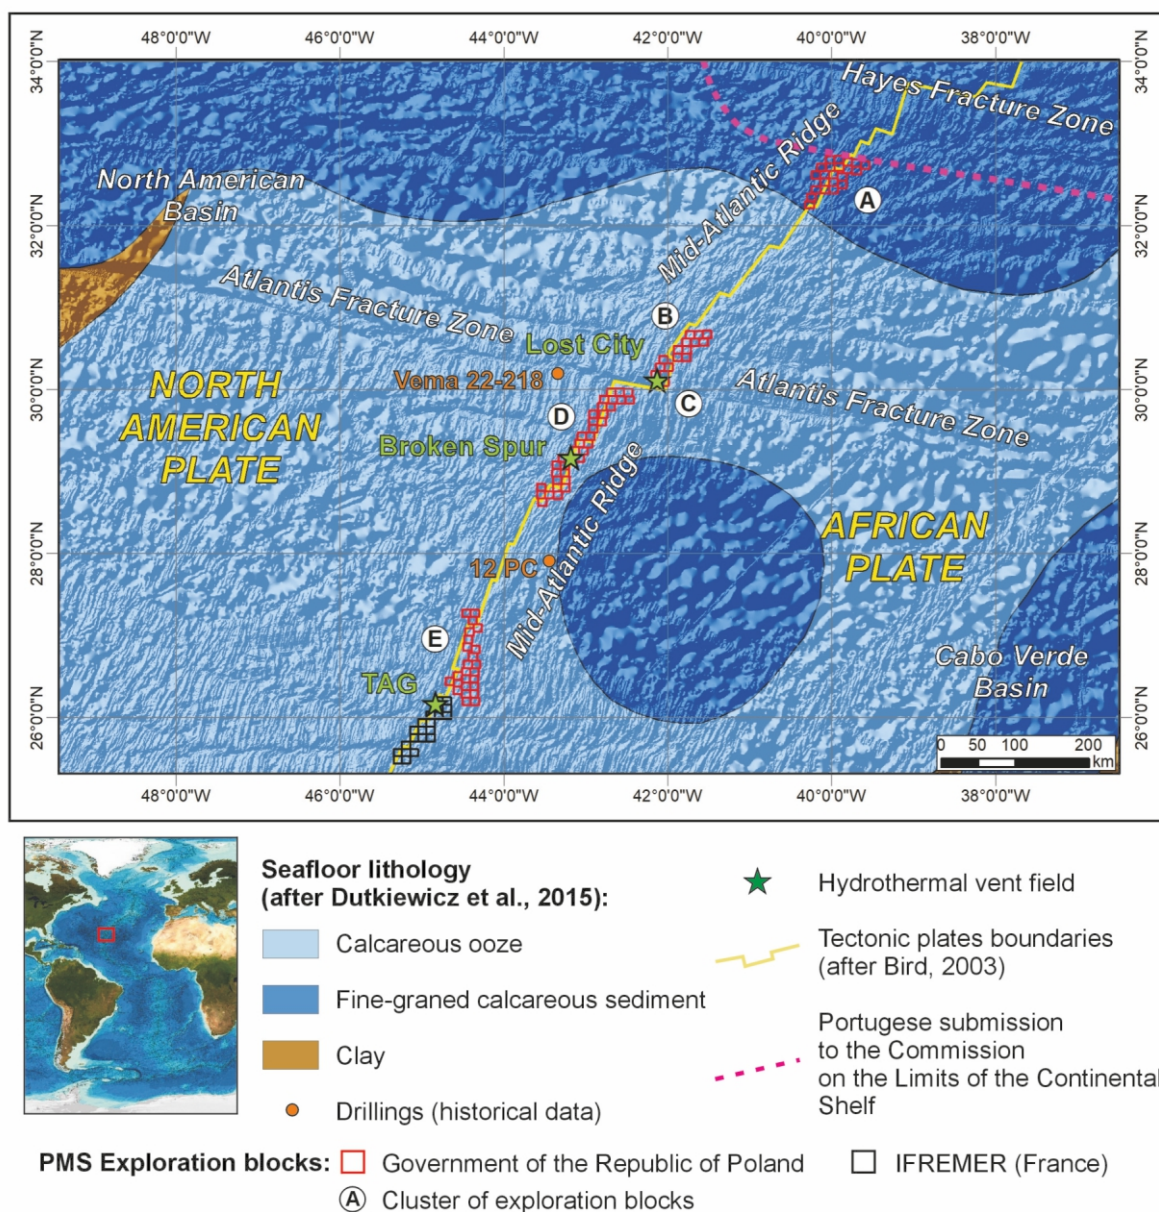 48°0'0"W 46°0'0"W 44°0'0"W 42°0'0"W 40°0'0"W 38°0'0"W
34°0'0"N
34°0'0"N
Hayes Fracture Zone
Mid-Atlantic Ridge
North American
Basin
A
32°0'0"N
32°0'0"N
Atlantis Fracture Zone
B
Lost City
Vema 22-218
30°0'0"N
30°0'0"N
NORTH
AMERICAN
PLATE
C
D
Atlantis Fracture Zone
Broken Spur
Mid-Atlantic Ridge
AFRICAN
PLATE
28°0'0"N
28°0'0"N
12 PC
E
TAG
Cabo Verde
Basin
26°0'0"N
26°0'0"N
0 50 100 200
km
48°0'0"W 46°0'0"W 44°0'0"W 42°0'0"W 40°0'0"W 38°0'0"W
Seafloor lithology
(after Dutkiewicz et al., 2015):
Calcareous ooze
Fine-graned calcareous sediment
Clay
Drillings (historical data)
Hydrothermal vent field
Tectonic plates boundaries
(after Bird, 2003)
Portugese submission
to the Commission
on the Limits of the Continental
Shelf
PMS Exploration blocks:
Government of the Republic of Poland
IFREMER (France)
A Cluster of exploration blocks